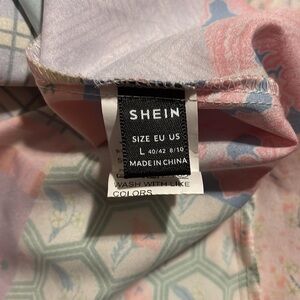 SHEIN
SIZE EU US
L 40/42 8/10
MADE IN CHINA
WASH WITH LIKE
COLORS